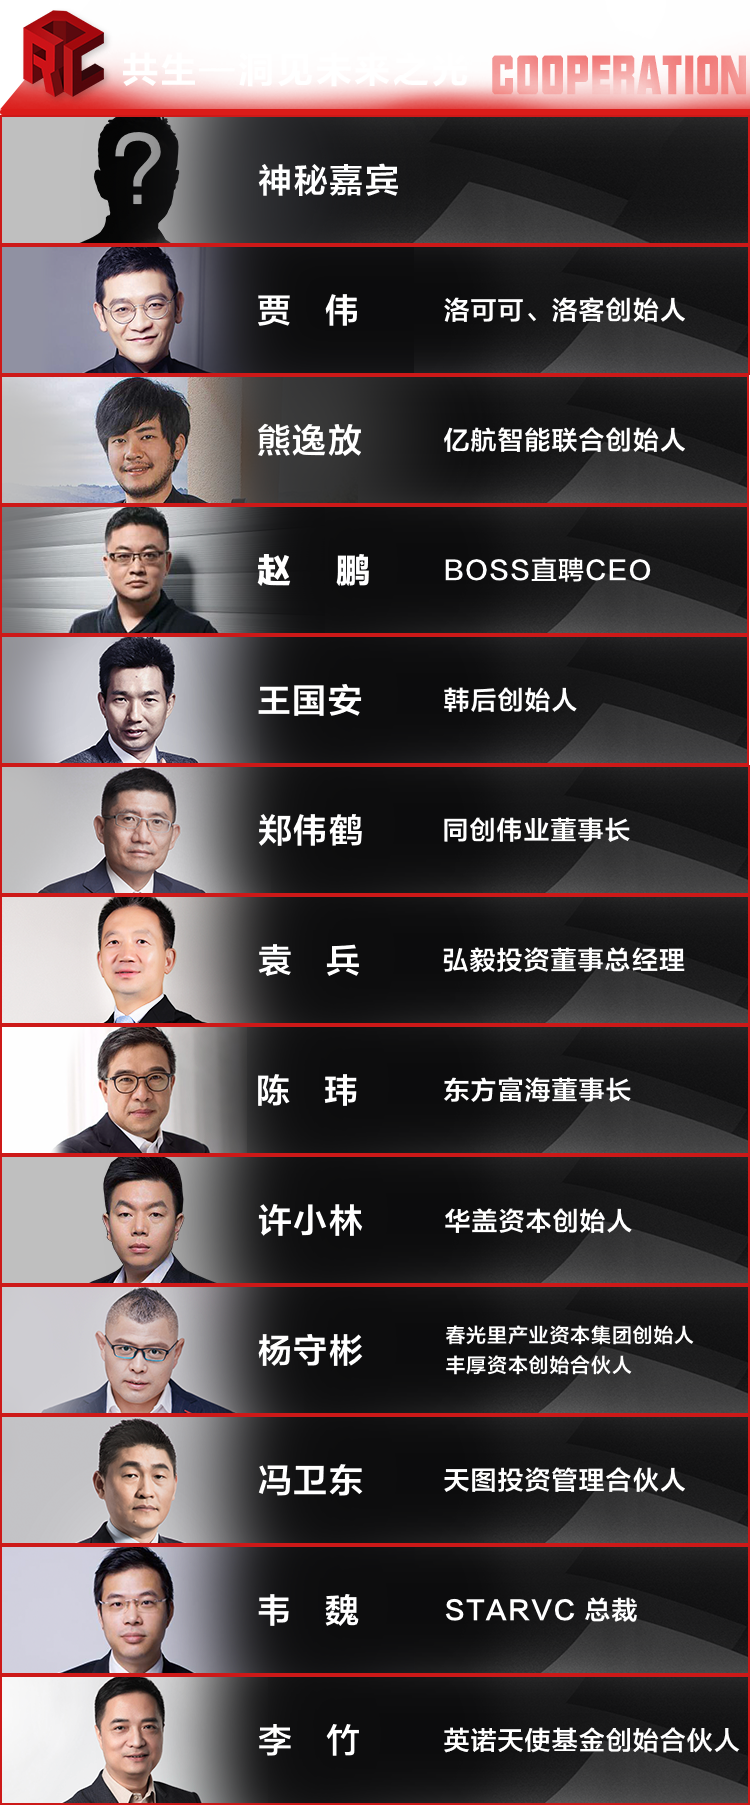 共生—洞见未来之光 COOPERATION
?
神秘嘉宾
贾 伟 洛可可、洛客创始人
熊逸放 亿航智能联合创始人
赵 鹏 BOSS直聘CEO
王国安 韩后创始人
郑伟鹤 同创伟业董事长
袁 兵 弘毅投资董事总经理
陈 玮 东方富海董事长
许小林 华盖资本创始人
杨守彬 春光里产业资本集团创始人
丰厚资本创始合伙人
冯卫东 天图投资管理合伙人
韦 魏 STARVC 总裁
李 竹 英诺天使基金创始合伙人